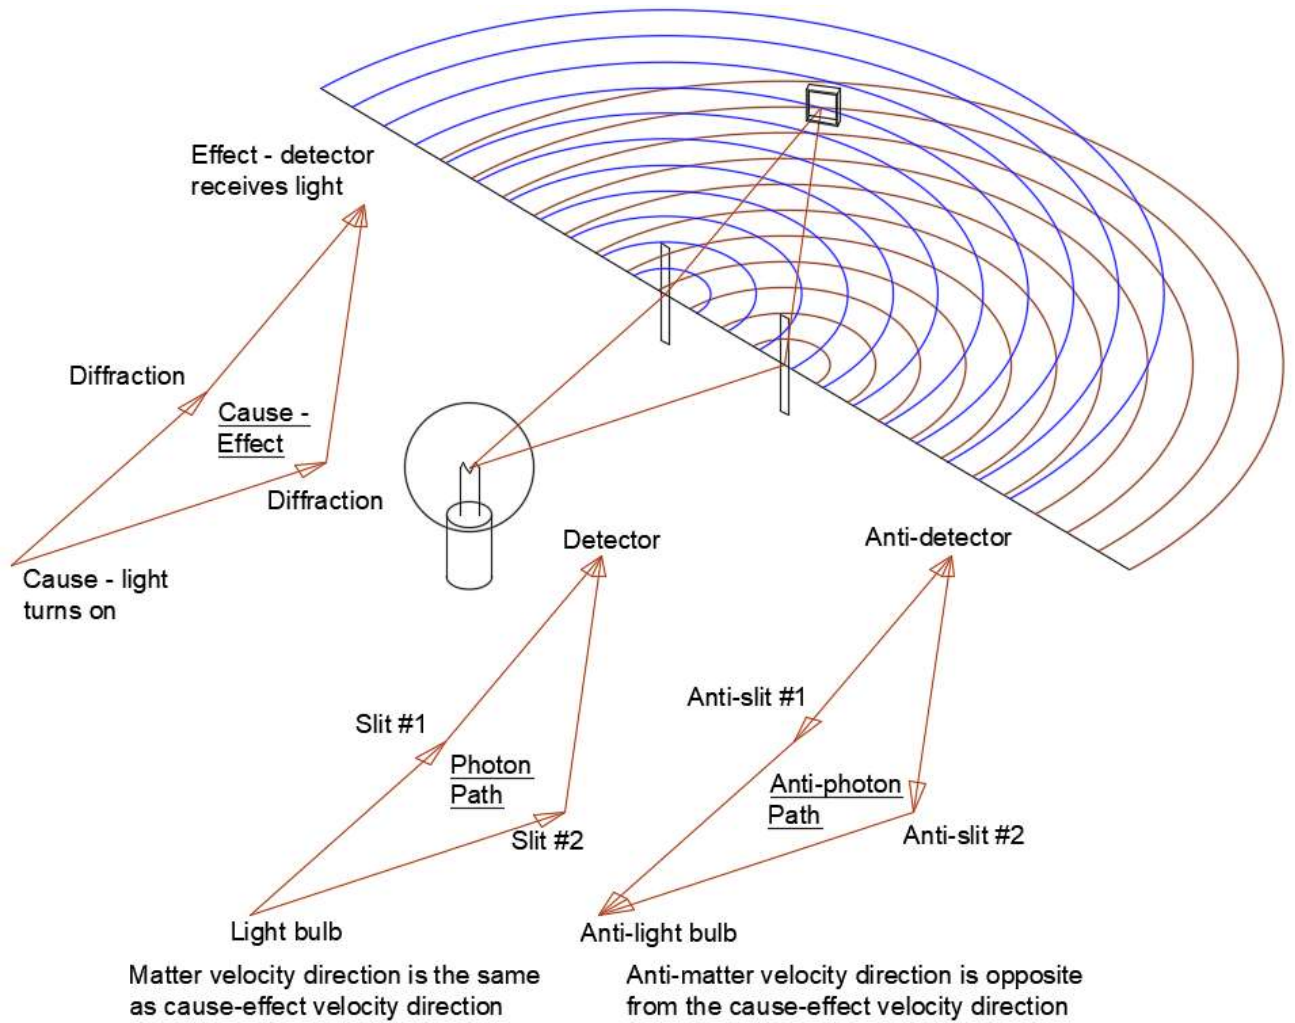 Effect - detector
receives light
Diffraction
Cause -
Effect
Diffraction
Cause - light
turns on
Detector
Anti-detector
Slit #1
Anti-slit #1
Photon
Path
Anti-photon
Path
Slit #2
Anti-slit #2
Light bulb
Anti-light bulb
Matter velocity direction is the same
as cause-effect velocity direction
Anti-matter velocity direction is opposite
from the cause-effect velocity direction